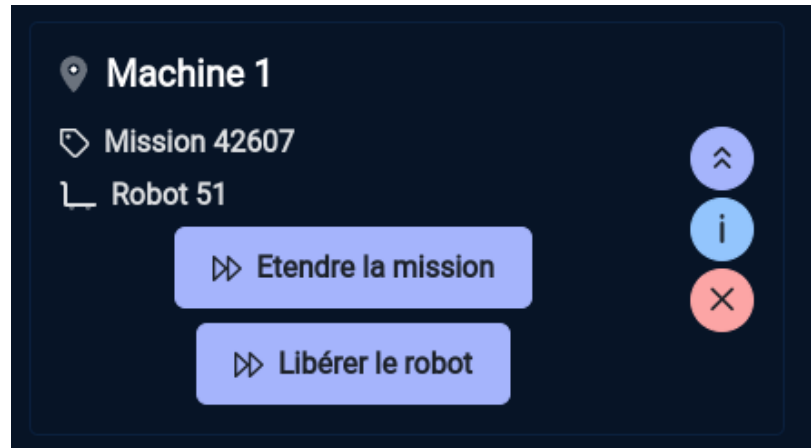 Machine 1
Mission 42607
Robot 51
Etendre la mission
Libérer le robot